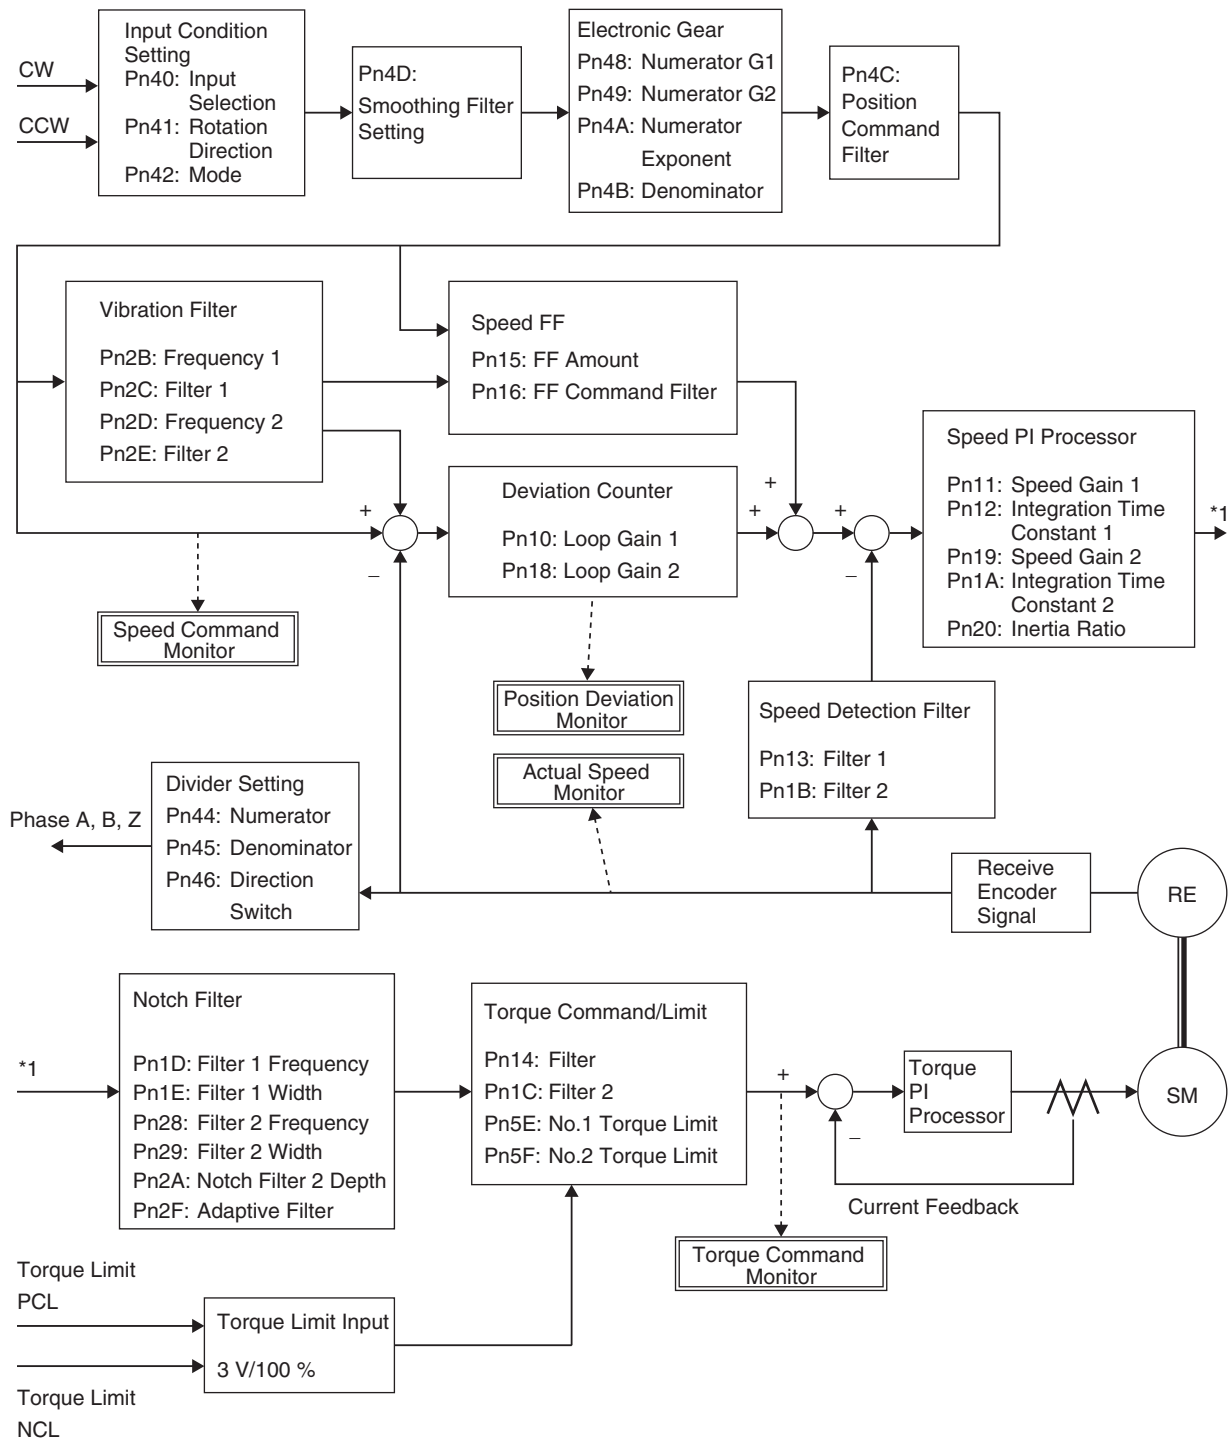 CW
CCW
Input Condition
Setting
Pn40: Input
Selection
Pn41: Rotation
Direction
Pn42: Mode
Pn4D:
Smoothing Filter
Setting
Electronic Gear
Pn48: Numerator G1
Pn49: Numerator G2
Pn4A: Numerator
Exponent
Pn4B: Denominator
Pn4C:
Position
Command
Filter
Vibration Filter
Pn2B: Frequency 1
Pn2C: Filter 1
Pn2D: Frequency 2
Pn2E: Filter 2
Speed FF
Pn15: FF Amount
Pn16: FF Command Filter
+
−
Deviation Counter
Pn10: Loop Gain 1
Pn18: Loop Gain 2
+
+
+
−
Speed PI Processor
Pn11: Speed Gain 1
Pn12: Integration Time
Constant 1
Pn19: Speed Gain 2
Pn1A: Integration Time
Constant 2
Pn20: Inertia Ratio
*1
Speed Command
Monitor
Position Deviation
Monitor
Actual Speed
Monitor
Speed Detection Filter
Pn13: Filter 1
Pn1B: Filter 2
Phase A, B, Z
Divider Setting
Pn44: Numerator
Pn45: Denominator
Pn46: Direction
Switch
Receive
Encoder
Signal
RE
*1
Notch Filter
Pn1D: Filter 1 Frequency
Pn1E: Filter 1 Width
Pn28: Filter 2 Frequency
Pn29: Filter 2 Width
Pn2A: Notch Filter 2 Depth
Pn2F: Adaptive Filter
Torque Command/Limit
Pn14: Filter
Pn1C: Filter 2
Pn5E: No.1 Torque Limit
Pn5F: No.2 Torque Limit
+
−
Torque
PI
Processor
SM
Current Feedback
Torque Command
Monitor
Torque Limit
PCL
Torque Limit Input
3 V/100 %
Torque Limit
NCL